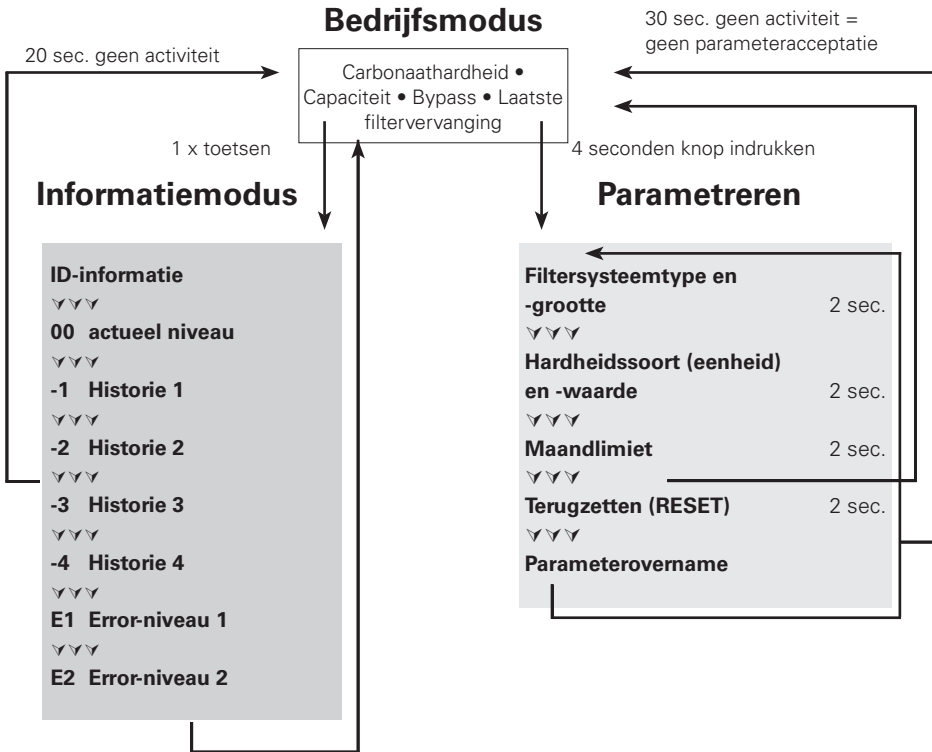 Bedrijfsmodus
30 sec. geen activiteit =
geen parameteracceptatie
20 sec. geen activiteit
Carbonaathardheid •
Capaciteit • Bypass • Laatste
filtervervanging
1 x toetsen
4 seconden knop indrukken
Informatiemodus
Parametreren
ID-informatie
00 actueel niveau
-1 Historie 1
-2 Historie 2
-3 Historie 3
-4 Historie 4
E1 Error-niveau 1
E2 Error-niveau 2
Filtersysteemtype en
-grootte 2 sec.
Hardheidssoort (eenheid)
en -waarde 2 sec.
Maandlimiet 2 sec.
Terugzetten (RESET) 2 sec.
Parameterovername